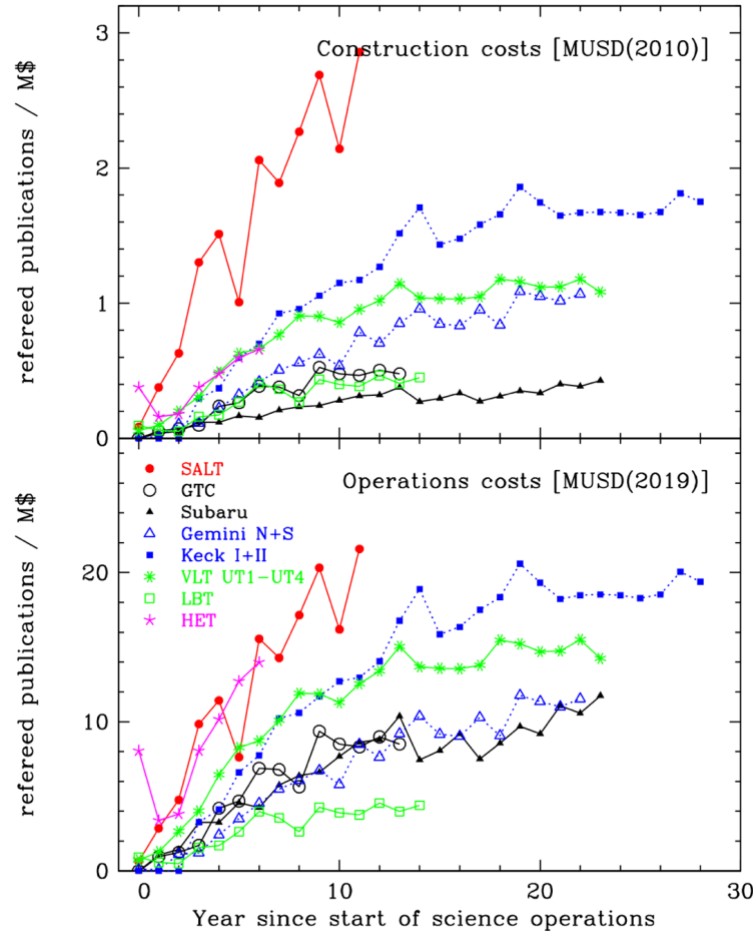 3
Construction costs [MUSD(2010)]
refereed publications / M$
2
1
0
SALT
Operations costs [MUSD(2019)]
GTC
Subaru
Gemini N+S
Keck I+II
refereed publications / M$
20
VLT UT1-UT4
LBT
HET
10
0
0 10 20 30
Year since start of science operations